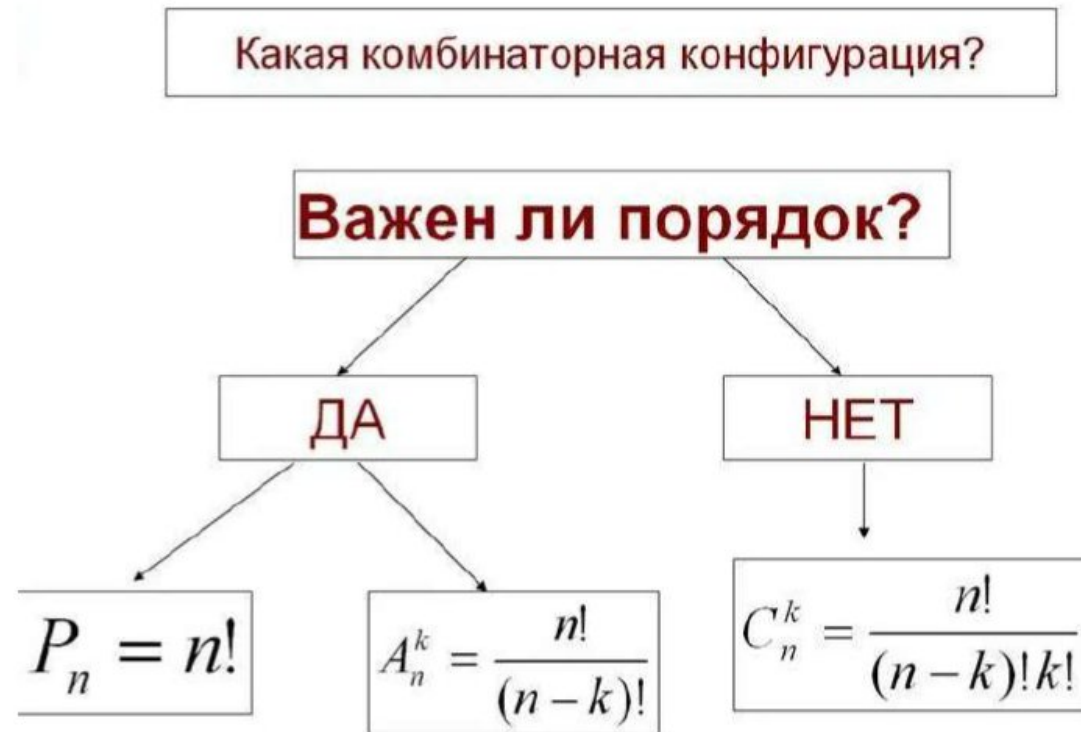 Какая комбинаторная конфигурация?
Важен ли порядок?
ДА
НЕТ
P_n = n!
A_n^k = n! / (n – k)!
C_n^k = n! / (n – k)!k!